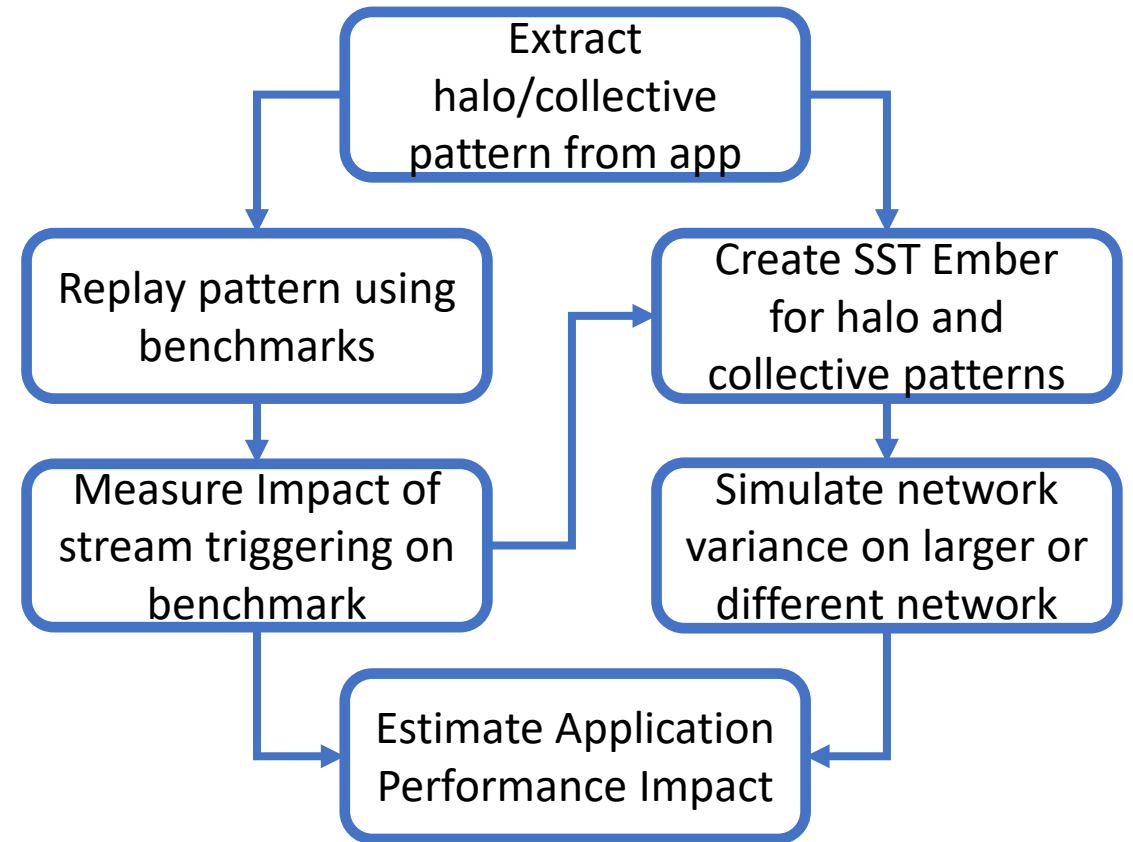 Extract
halo/collective
pattern from app
Replay pattern using
benchmarks
Create SST Ember
for halo and
collective patterns
Measure Impact of
stream triggering on
benchmark
Simulate network
variance on larger or
different network
Estimate Application
Performance Impact